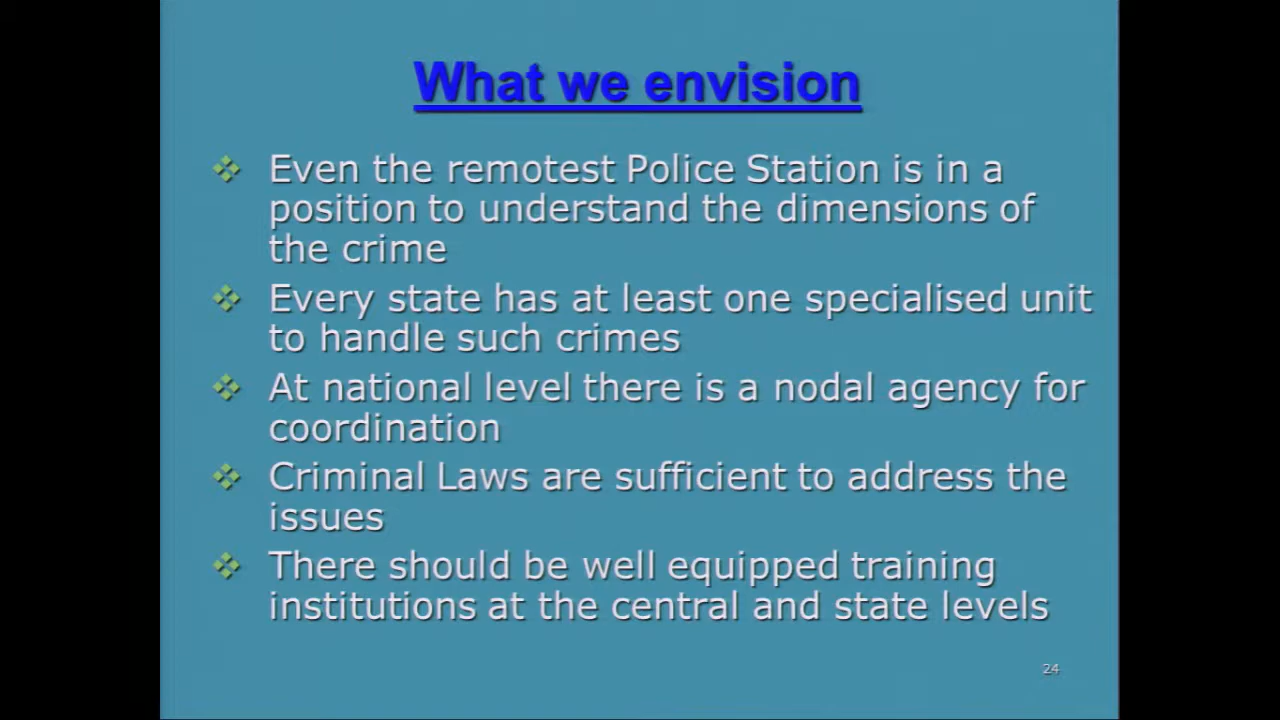 What we envision
Even the remotest Police Station is in a
position to understand the dimensions of
the crime
Every state has at least one specialised unit
to handle such crimes
At national level there is a nodal agency for
coordination
Criminal Laws are sufficient to address the
issues
There should be well equipped training
institutions at the central and state levels
24